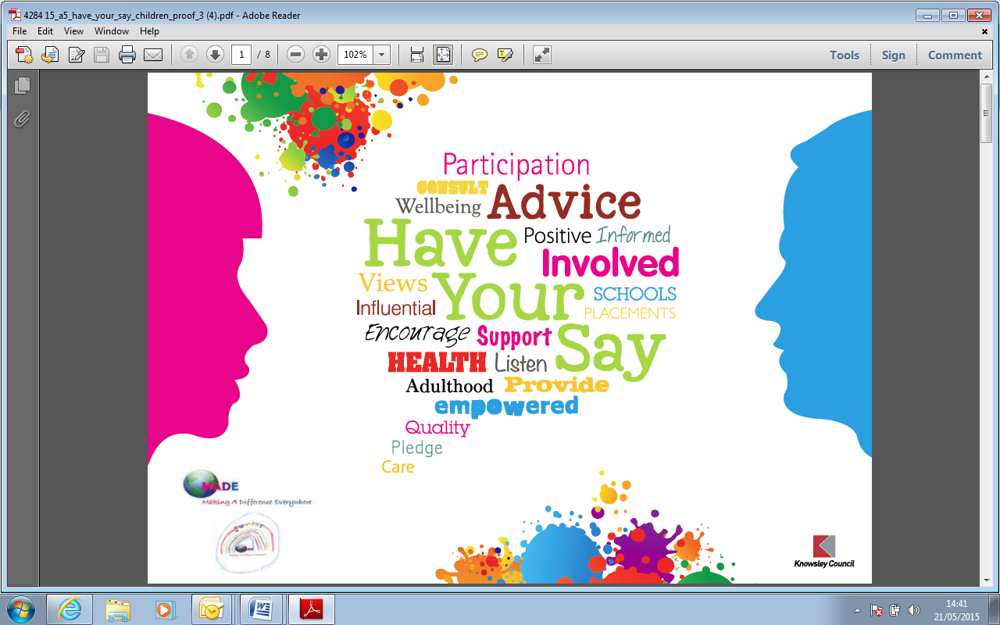 4284 15_a5_have_your_say_children_proof_3 (4).pdf - Adobe Reader
File Edit View Window Help
1 / 8 102% Tools Sign Comment
Participation
CONSULT
Wellbeing Advice
Have Positive Informed
Involved
Views Your SCHOOLS
Influential PLACEMENTS
Encourage Support Say
HEALTH Listen
Adulthood Provide
empowered
Quality
Pledge
Care
MADE
Making A Difference Everywhere
Knowsley Council
14:41
21/05/2015